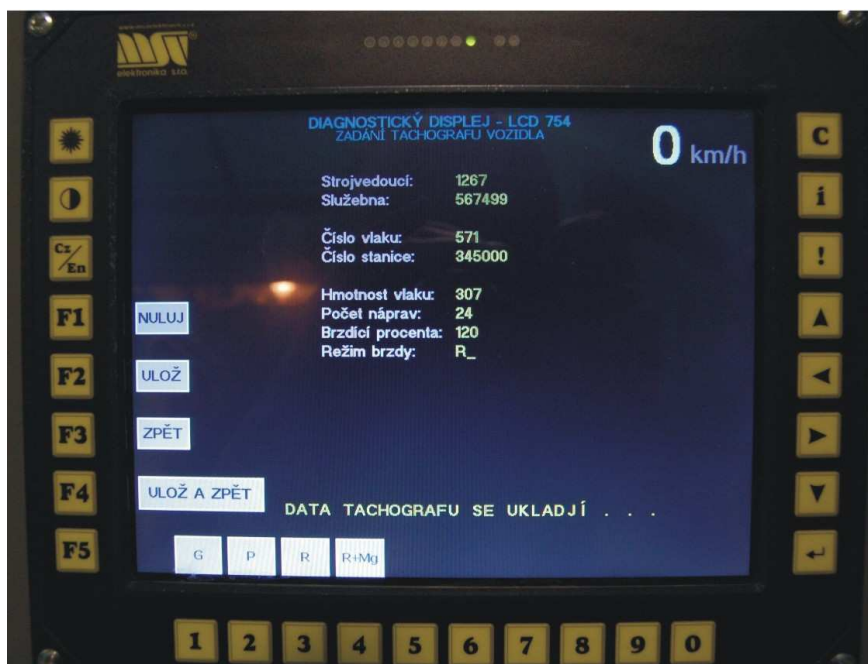 MSV
elektronika s.r.o.
DIAGNOSTICKÝ DISPLEJ - LCD 754
ZADÁNÍ TACHOGRAFU VOZIDLA
0 km/h
Strojvedoucí: 1267
Služebna: 567499
Číslo vlaku: 571
Číslo stanice: 345000
Hmotnost vlaku: 307
Počet náprav: 24
Brzdící procenta: 120
Režim brzdy: R_
NULUJ
ULOŽ
ZPĚT
ULOŽ A ZPĚT
DATA TACHOGRAFU SE UKLADJÍ . . .
G P R R+Mg
Cz/En
F1
F2
F3
F4
F5
C
i
!
1 2 3 4 5 6 7 8 9 0